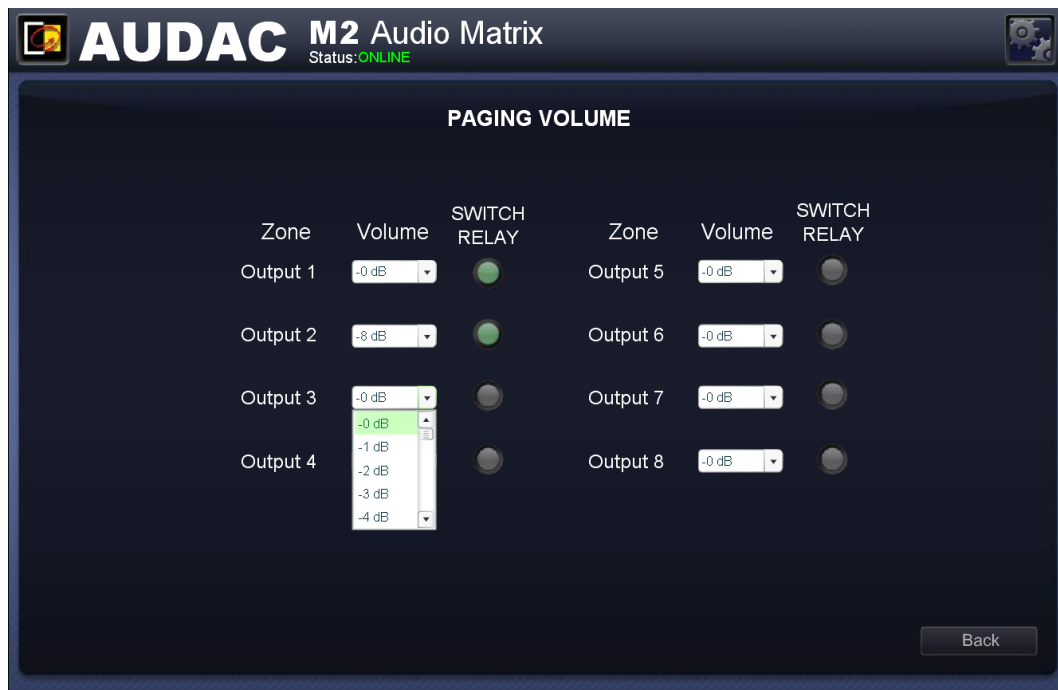 AUDAC M2 Audio Matrix
Status:ONLINE
PAGING VOLUME
Zone Volume SWITCH RELAY Zone Volume SWITCH RELAY
Output 1 -0 dB Output 5 -0 dB
Output 2 -8 dB Output 6 -0 dB
Output 3 -0 dB Output 7 -0 dB
-0 dB
-1 dB
Output 4 -2 dB Output 8 -0 dB
-3 dB
-4 dB
Back